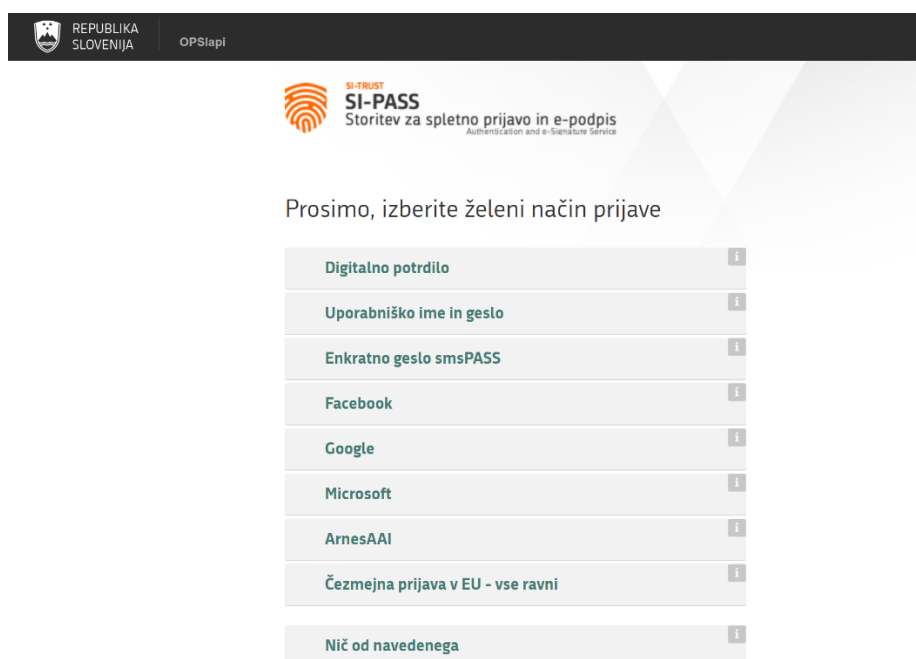 REPUBLIKA
SLOVENIJA
OPSIapi
SI-TRUST
SI-PASS
Storitev za spletno prijavo in e-podpis
Authentication and e-Signature Service
Prosimo, izberite želeni način prijave
Digitalno potrdilo
i
Uporabniško ime in geslo
i
Enkratno geslo smsPASS
i
Facebook
i
Google
i
Microsoft
i
ArnesAAI
i
Čezmejna prijava v EU - vse ravni
i
Nič od navedenega
i